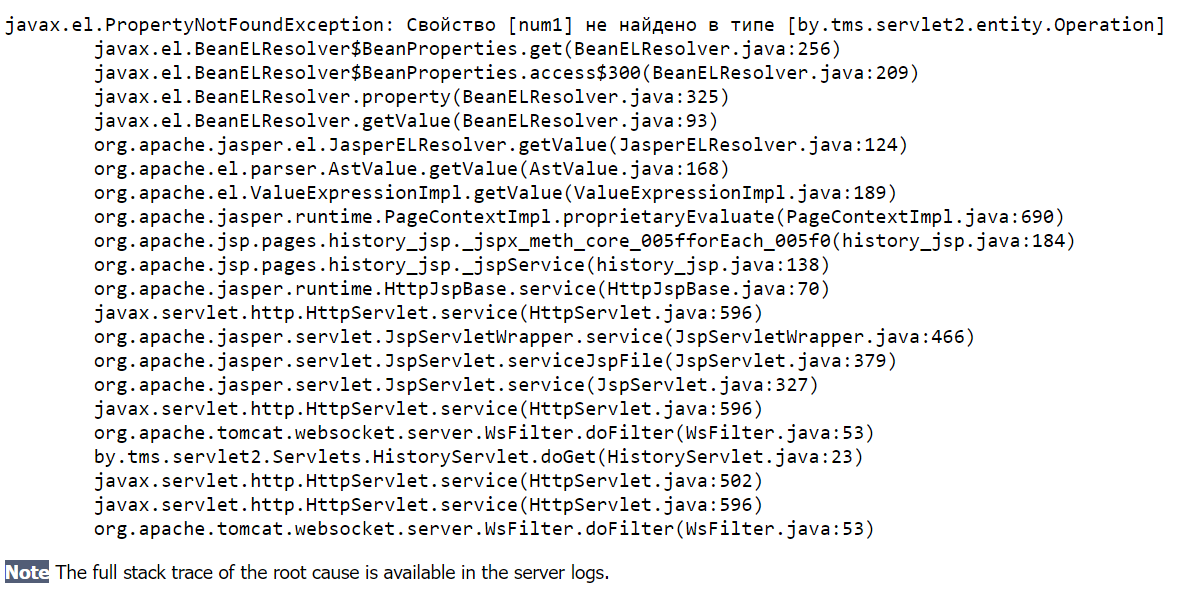 javax.el.PropertyNotFoundException: Свойство [num1] не найдено в типе [by.tms.servlet2.entity.Operation]
javax.el.BeanELResolver$BeanProperties.get(BeanELResolver.java:256)
javax.el.BeanELResolver$BeanProperties.access$300(BeanELResolver.java:209)
javax.el.BeanELResolver.property(BeanELResolver.java:325)
javax.el.BeanELResolver.getValue(BeanELResolver.java:93)
org.apache.jasper.el.JasperELResolver.getValue(JasperELResolver.java:124)
org.apache.el.parser.AstValue.getValue(AstValue.java:168)
org.apache.el.ValueExpressionImpl.getValue(ValueExpressionImpl.java:189)
org.apache.jasper.runtime.PageContextImpl.proprietaryEvaluate(PageContextImpl.java:690)
org.apache.jsp.pages.history_jsp._jspx_meth_core_005fforEach_005f0(history_jsp.java:184)
org.apache.jsp.pages.history_jsp._jspService(history_jsp.java:138)
org.apache.jasper.runtime.HttpJspBase.service(HttpJspBase.java:70)
javax.servlet.http.HttpServlet.service(HttpServlet.java:596)
org.apache.jasper.servlet.JspServletWrapper.service(JspServletWrapper.java:466)
org.apache.jasper.servlet.JspServlet.serviceJspFile(JspServlet.java:379)
org.apache.jasper.servlet.JspServlet.service(JspServlet.java:327)
javax.servlet.http.HttpServlet.service(HttpServlet.java:596)
org.apache.tomcat.websocket.server.WsFilter.doFilter(WsFilter.java:53)
by.tms.servlet2.Servlets.HistoryServlet.doGet(HistoryServlet.java:23)
javax.servlet.http.HttpServlet.service(HttpServlet.java:502)
javax.servlet.http.HttpServlet.service(HttpServlet.java:596)
org.apache.tomcat.websocket.server.WsFilter.doFilter(WsFilter.java:53)
Note The full stack trace of the root cause is available in the server logs.